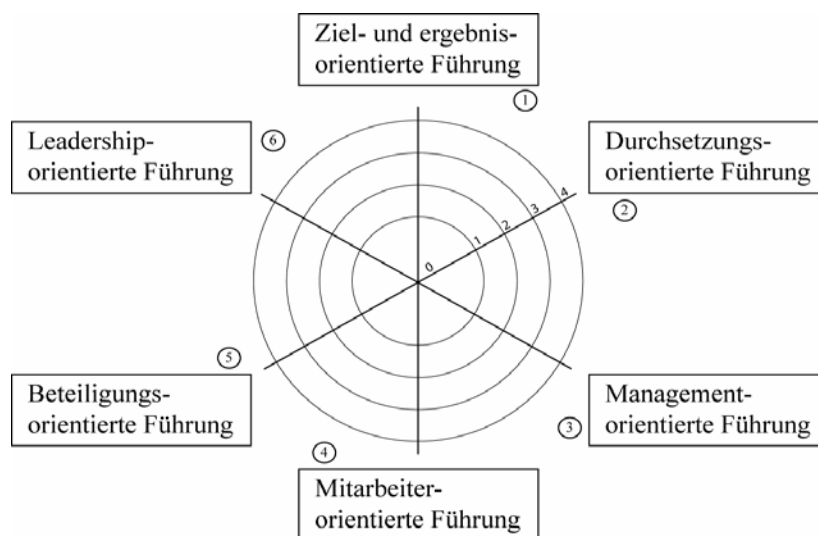 Ziel- und ergebnis-
orientierte Führung
1
Leadership-
orientierte Führung
6
Durchsetzungs-
orientierte Führung
2
4
3
2
1
0
5
Beteiligungs-
orientierte Führung
3
Management-
orientierte Führung
4
Mitarbeiter-
orientierte Führung